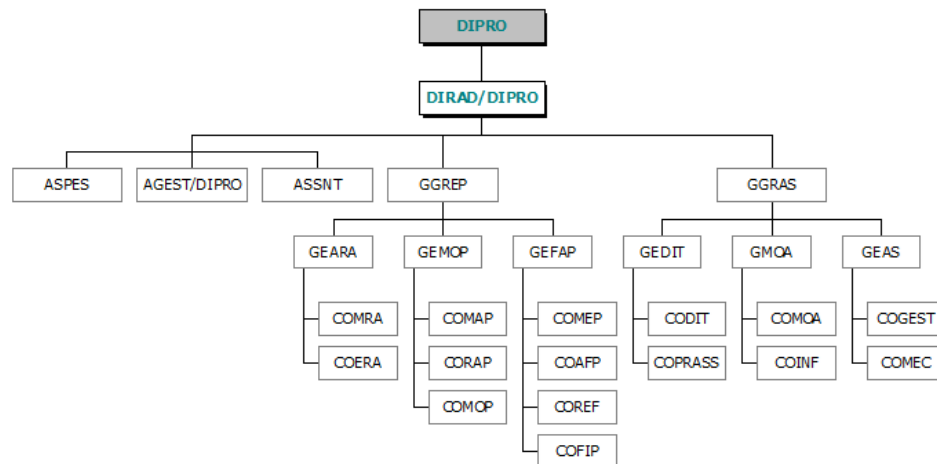 DIPRO
DIRAD/DIPRO
ASPES
AGEST/DIPRO
ASSNT
GGREP
GGRAS
GEARA
GEMOP
GEFAP
GEDIT
GMOA
GEAS
COMRA
COMAP
COMEP
CODIT
COMOA
COGEST
COERA
CORAP
COAFP
COPRASS
COINF
COMEC
COMOP
COREF
COFIP